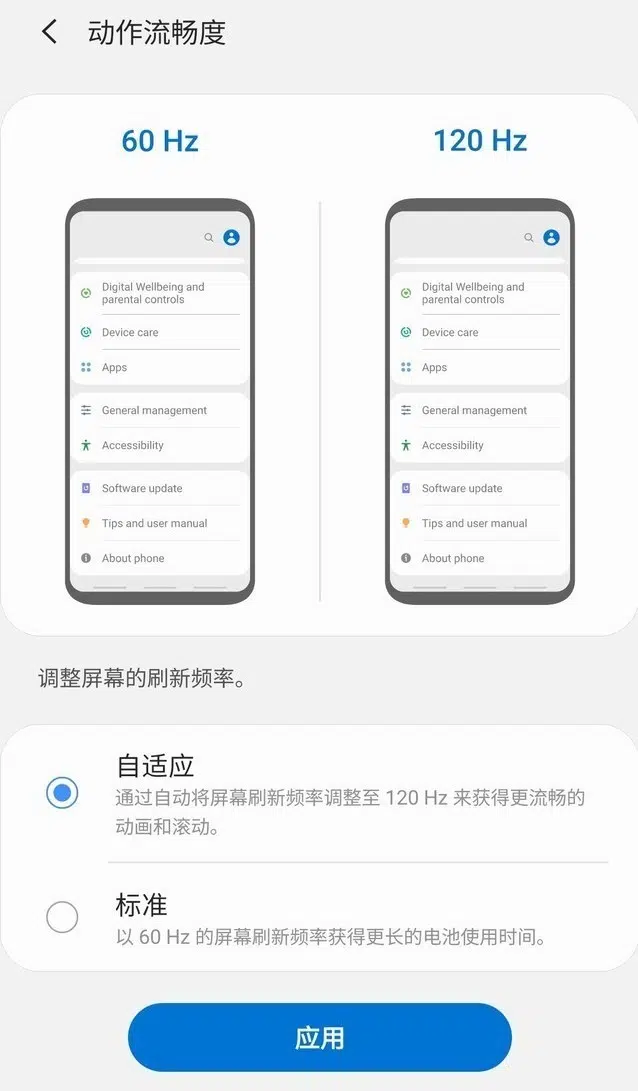 动作流畅度
60 Hz
120 Hz
Digital Wellbeing and
parental controls
Device care
Apps
General management
Accessibility
Software update
Tips and user manual
About phone
Digital Wellbeing and
parental controls
Device care
Apps
General management
Accessibility
Software update
Tips and user manual
About phone
调整屏幕的刷新频率。
自适应
通过自动将屏幕刷新频率调整至 120 Hz 来获得更流畅的
动画和滚动。
标准
以 60 Hz 的屏幕刷新频率获得更长的电池使用时间。
应用